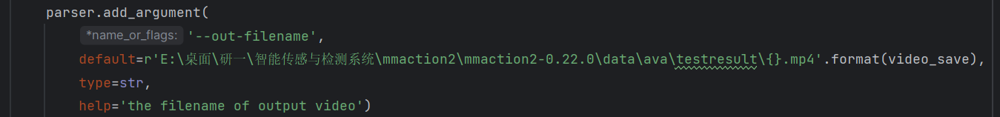 parser.add_argument(
*name_or_flags: '--out-filename',
default=r'E:\桌面\研一\智能传感与检测系统\mmaction2\mmaction2-0.22.0\data\ava\testresult\{}.mp4'.format(video_save),
type=str,
help='the filename of output video')